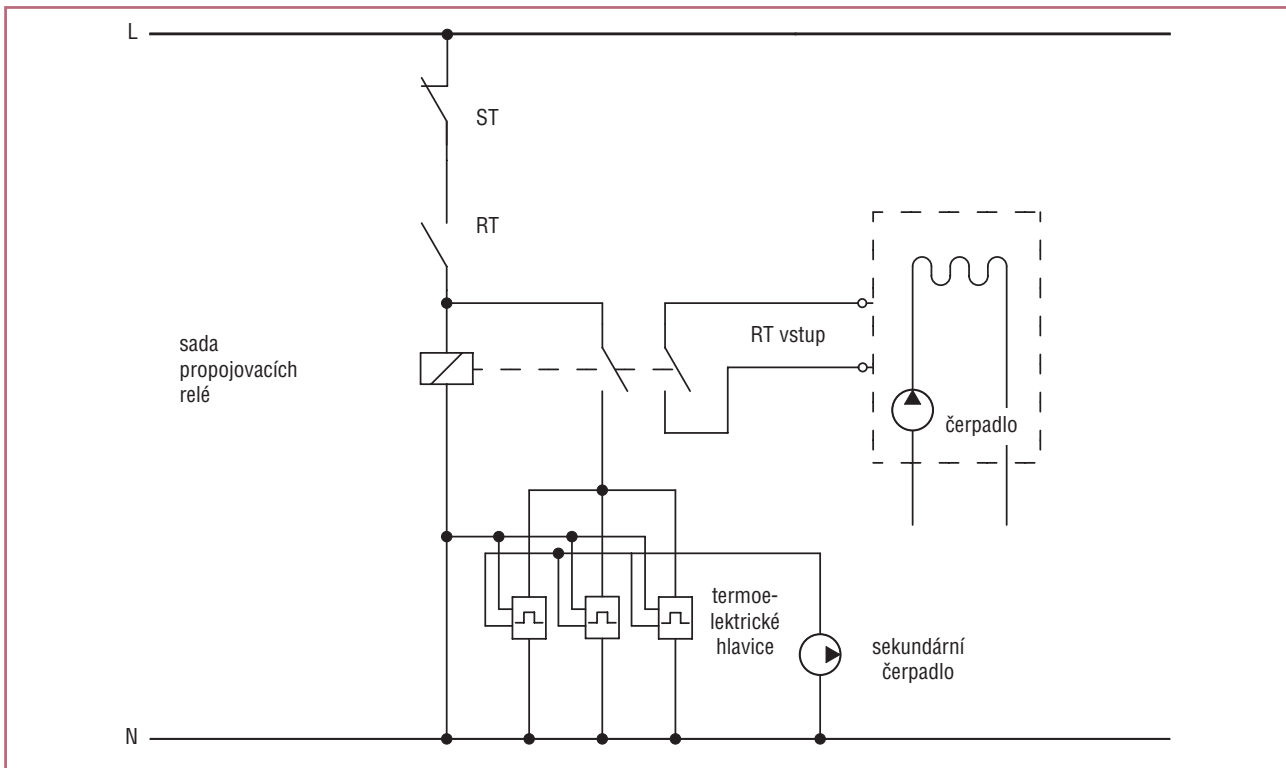 L
ST
RT
sada
propojovacích
relé
RT vstup
čerpadlo
termoe-
lektrické
hlavice
sekundární
čerpadlo
N